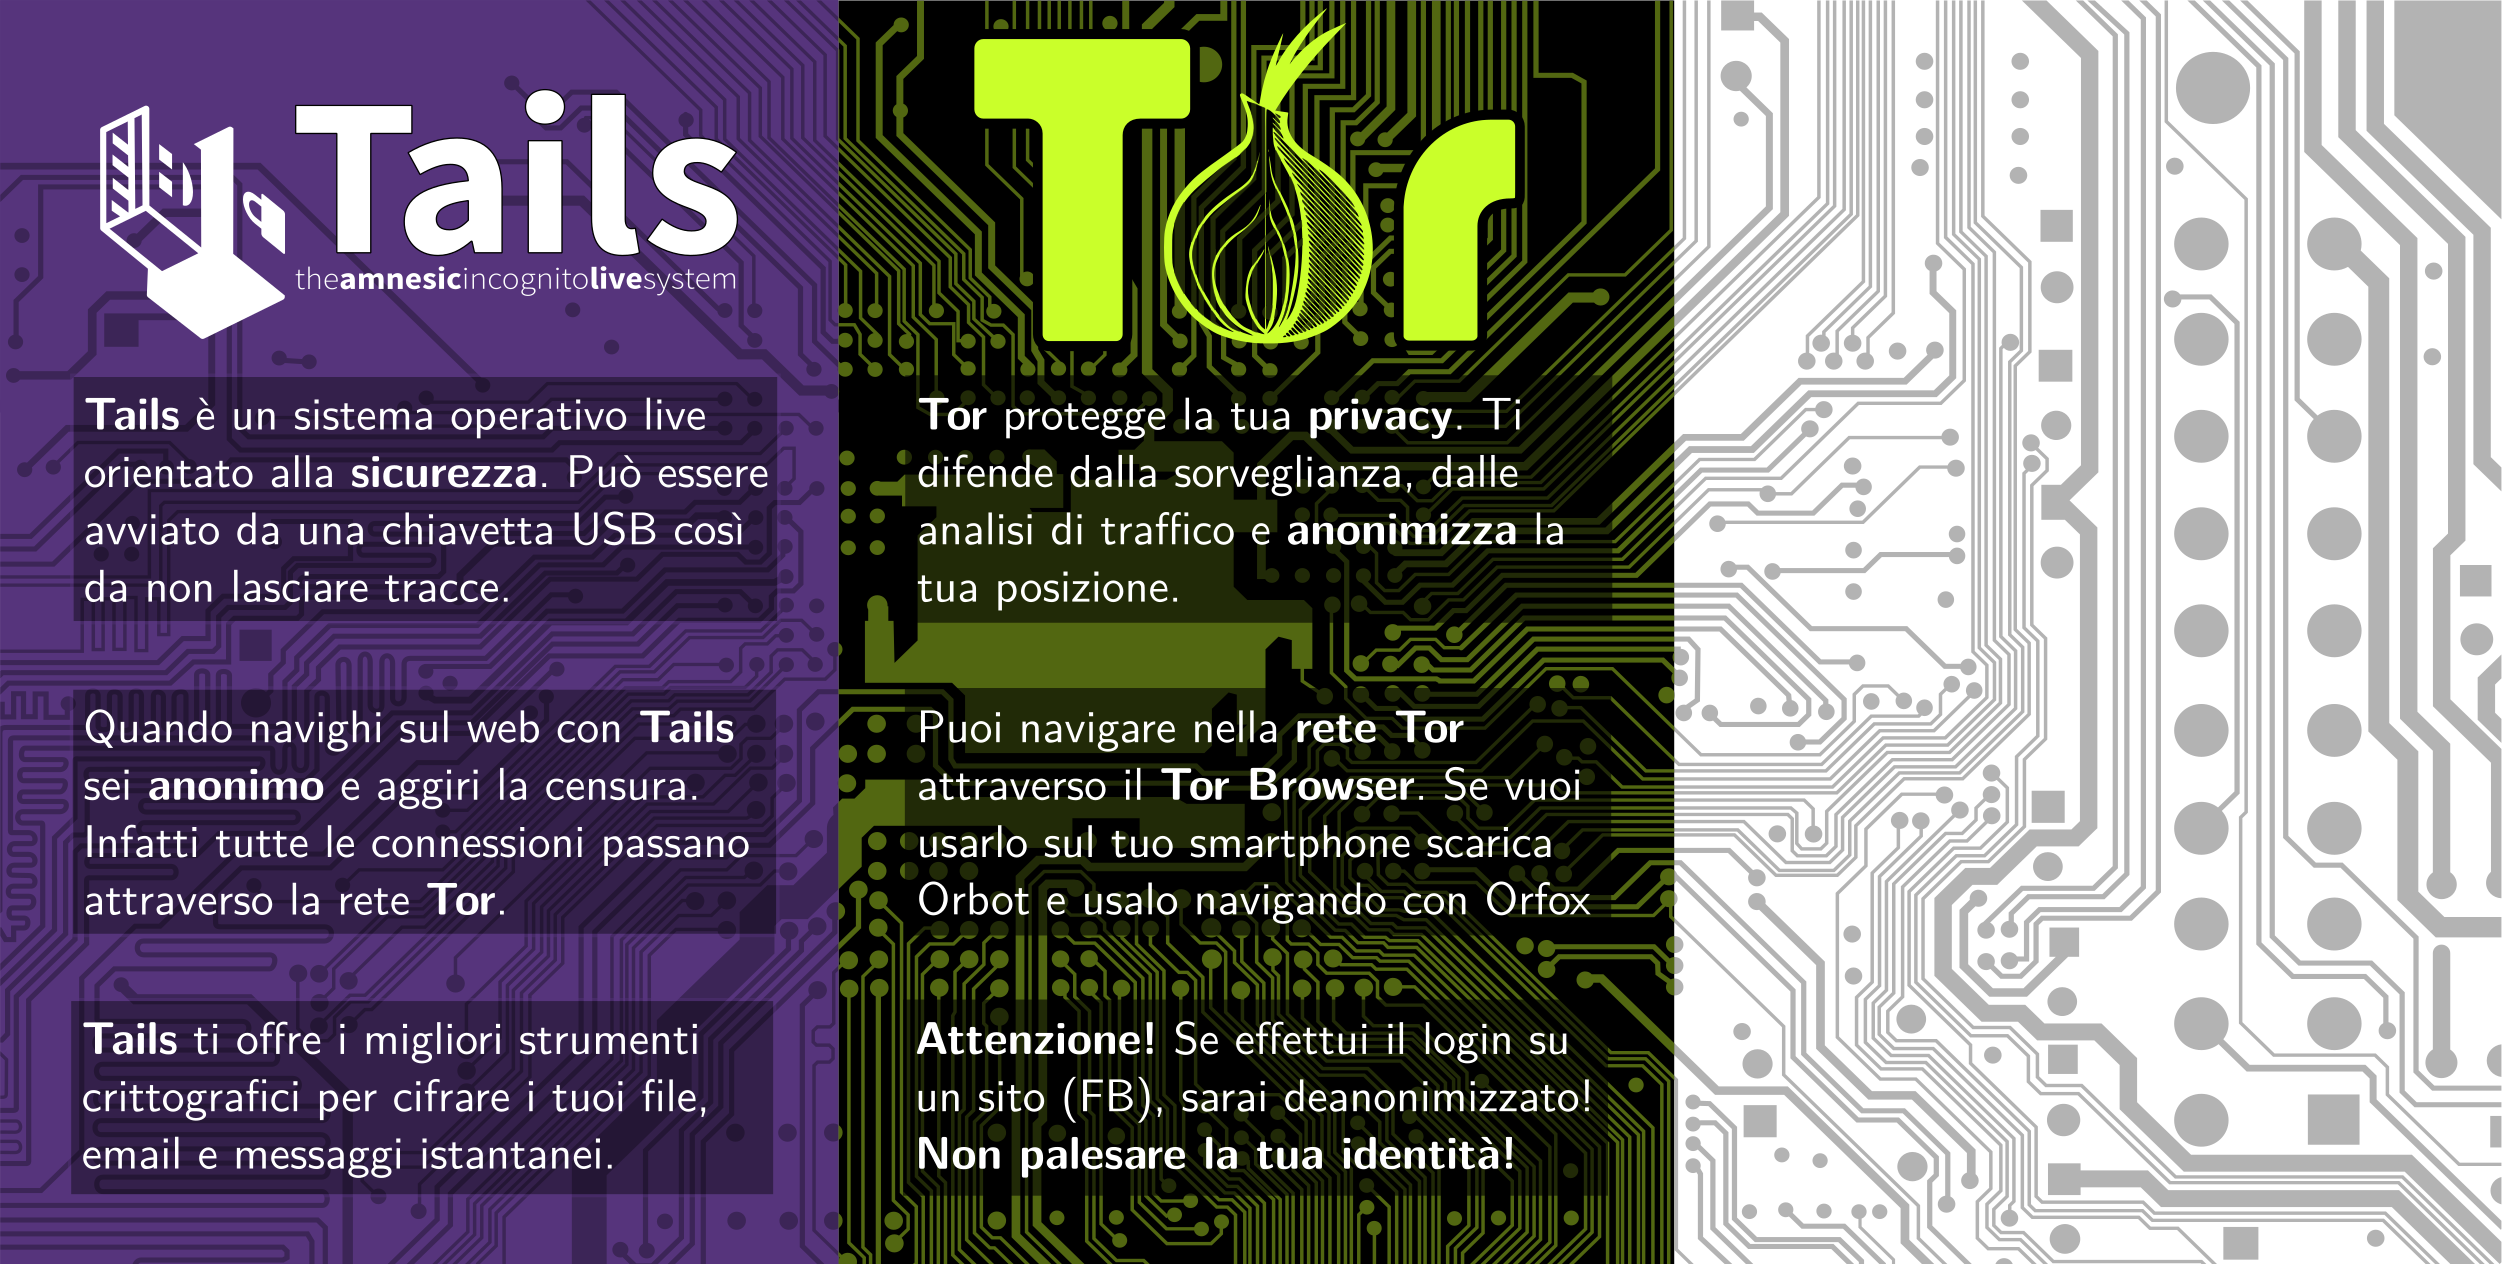 Tails
theamnesicincognitolivesystem
Tails è un sistema operativo live
orientato alla sicurezza. Può essere
avviato da una chiavetta USB così
da non lasciare tracce.
Quando navighi sul web con Tails
sei anonimo e aggiri la censura.
Infatti tutte le connessioni passano
attraverso la rete Tor.
Tails ti offre i migliori strumenti
crittografici per cifrare i tuoi file,
email e messaggi istantanei.
Tor
Tor protegge la tua privacy. Ti
difende dalla sorveglianza, dalle
analisi di traffico e anonimizza la
tua posizione.
Puoi navigare nella rete Tor
attraverso il Tor Browser. Se vuoi
usarlo sul tuo smartphone scarica
Orbot e usalo navigando con Orfox
Attenzione! Se effettui il login su
un sito (FB), sarai deanonimizzato!
Non palesare la tua identità!